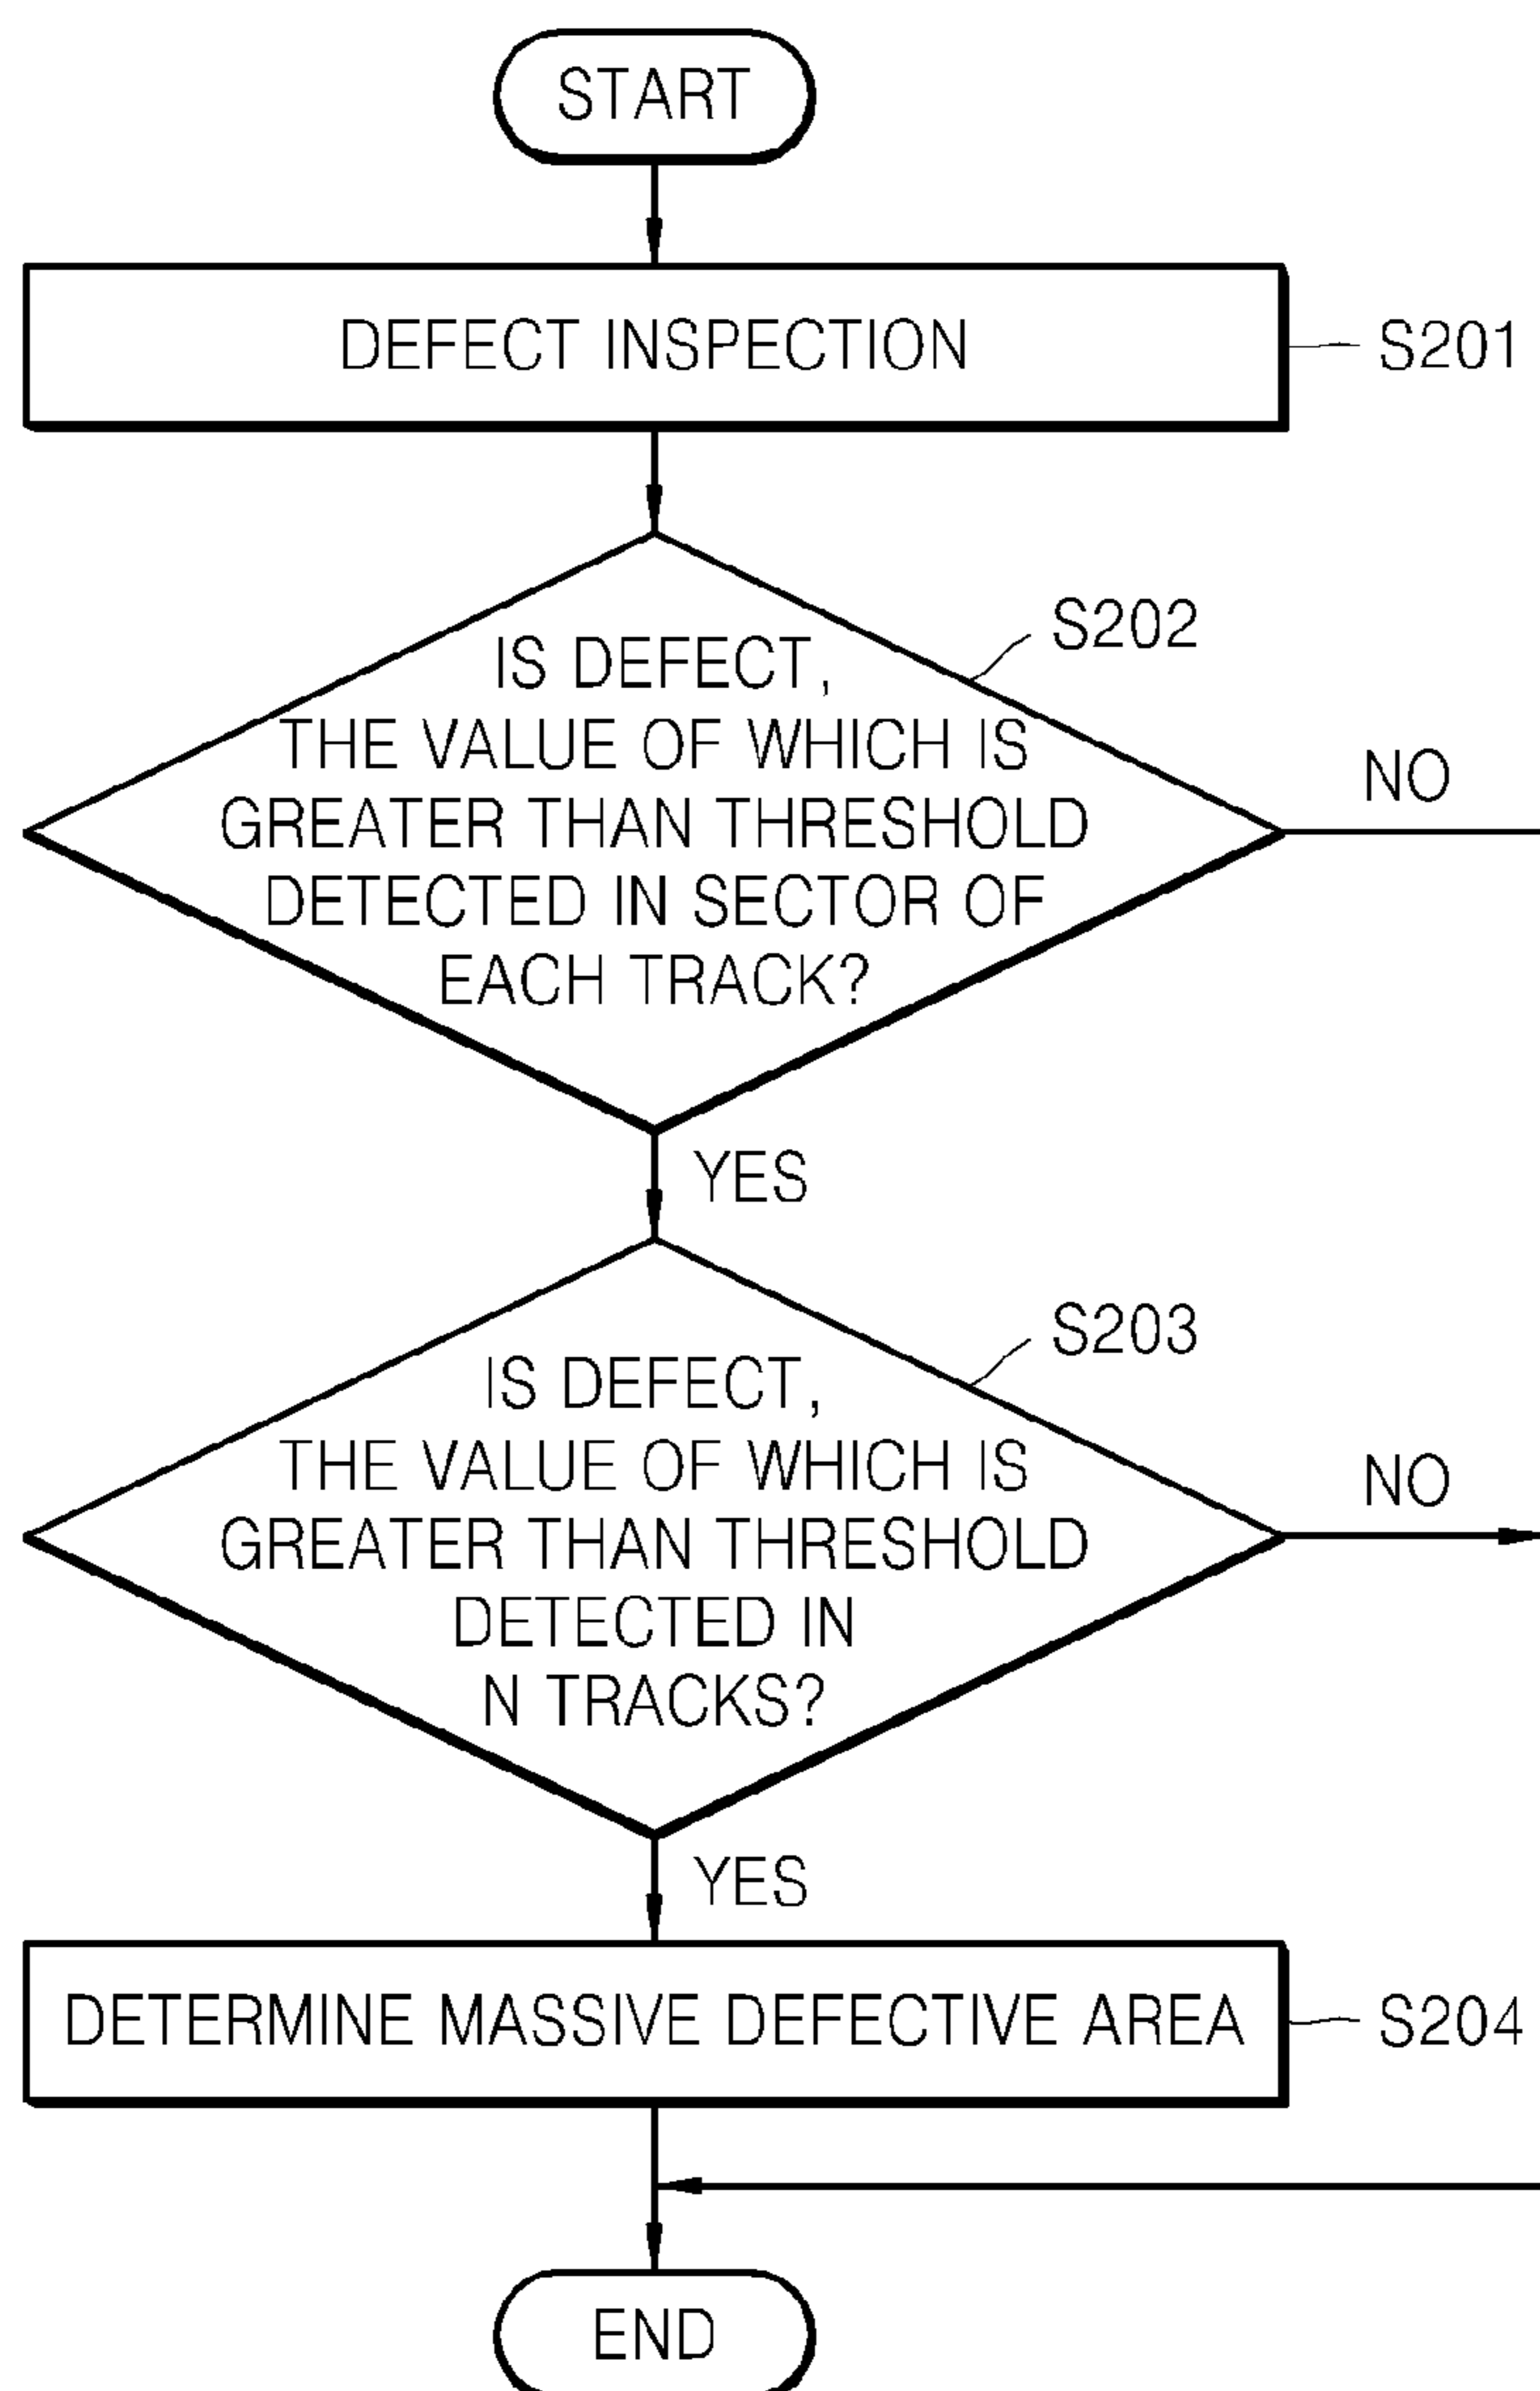 START
DEFECT INSPECTION
S201
S202
IS DEFECT,
THE VALUE OF WHICH IS
GREATER THAN THRESHOLD
DETECTED IN SECTOR OF
EACH TRACK?
NO
YES
S203
IS DEFECT,
THE VALUE OF WHICH IS
GREATER THAN THRESHOLD
DETECTED IN
N TRACKS?
NO
YES
DETERMINE MASSIVE DEFECTIVE AREA
S204
END